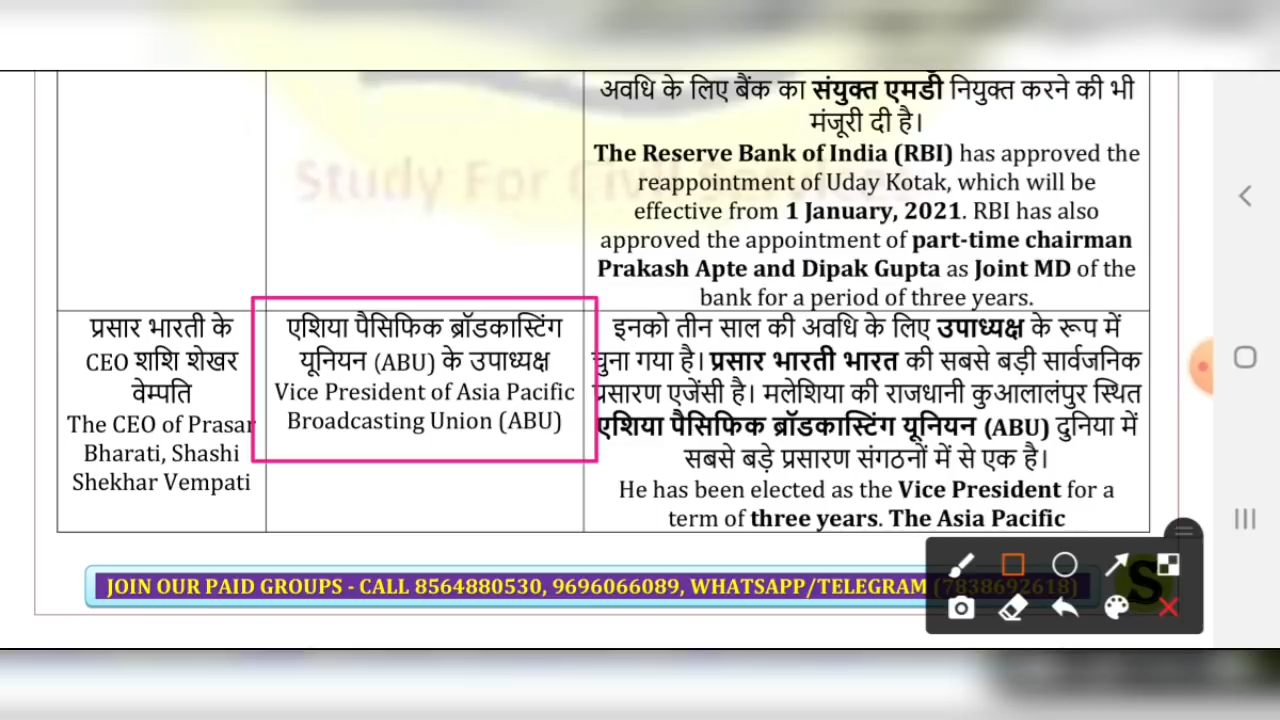 अवधि के लिए बैंक का संयुक्त एमडी नियुक्त करने की भी
मंजूरी दी है।
The Reserve Bank of India (RBI) has approved the
reappointment of Uday Kotak, which will be
effective from 1 January, 2021. RBI has also
approved the appointment of part-time chairman
Prakash Apte and Dipak Gupta as Joint MD of the
bank for a period of three years.
Study For Civil Services
प्रसार भारती के
CEO शशि शेखर
वेम्पति
The CEO of Prasar
Bharati, Shashi
Shekhar Vempati
एशिया पैसिफिक ब्रॉडकास्टिंग
यूनियन (ABU) के उपाध्यक्ष
Vice President of Asia Pacific
Broadcasting Union (ABU)
इनको तीन साल की अवधि के लिए उपाध्यक्ष के रूप में
चुना गया है। प्रसार भारती भारत की सबसे बड़ी सार्वजनिक
प्रसारण एजेंसी है। मलेशिया की राजधानी कुआलालंपुर स्थित
एशिया पैसिफिक ब्रॉडकास्टिंग यूनियन (ABU) दुनिया में
सबसे बड़े प्रसारण संगठनों में से एक है।
He has been elected as the Vice President for a
term of three years. The Asia Pacific
JOIN OUR PAID GROUPS - CALL 8564880530, 9696066089, WHATSAPP/TELEGRAM (7838692618)
S